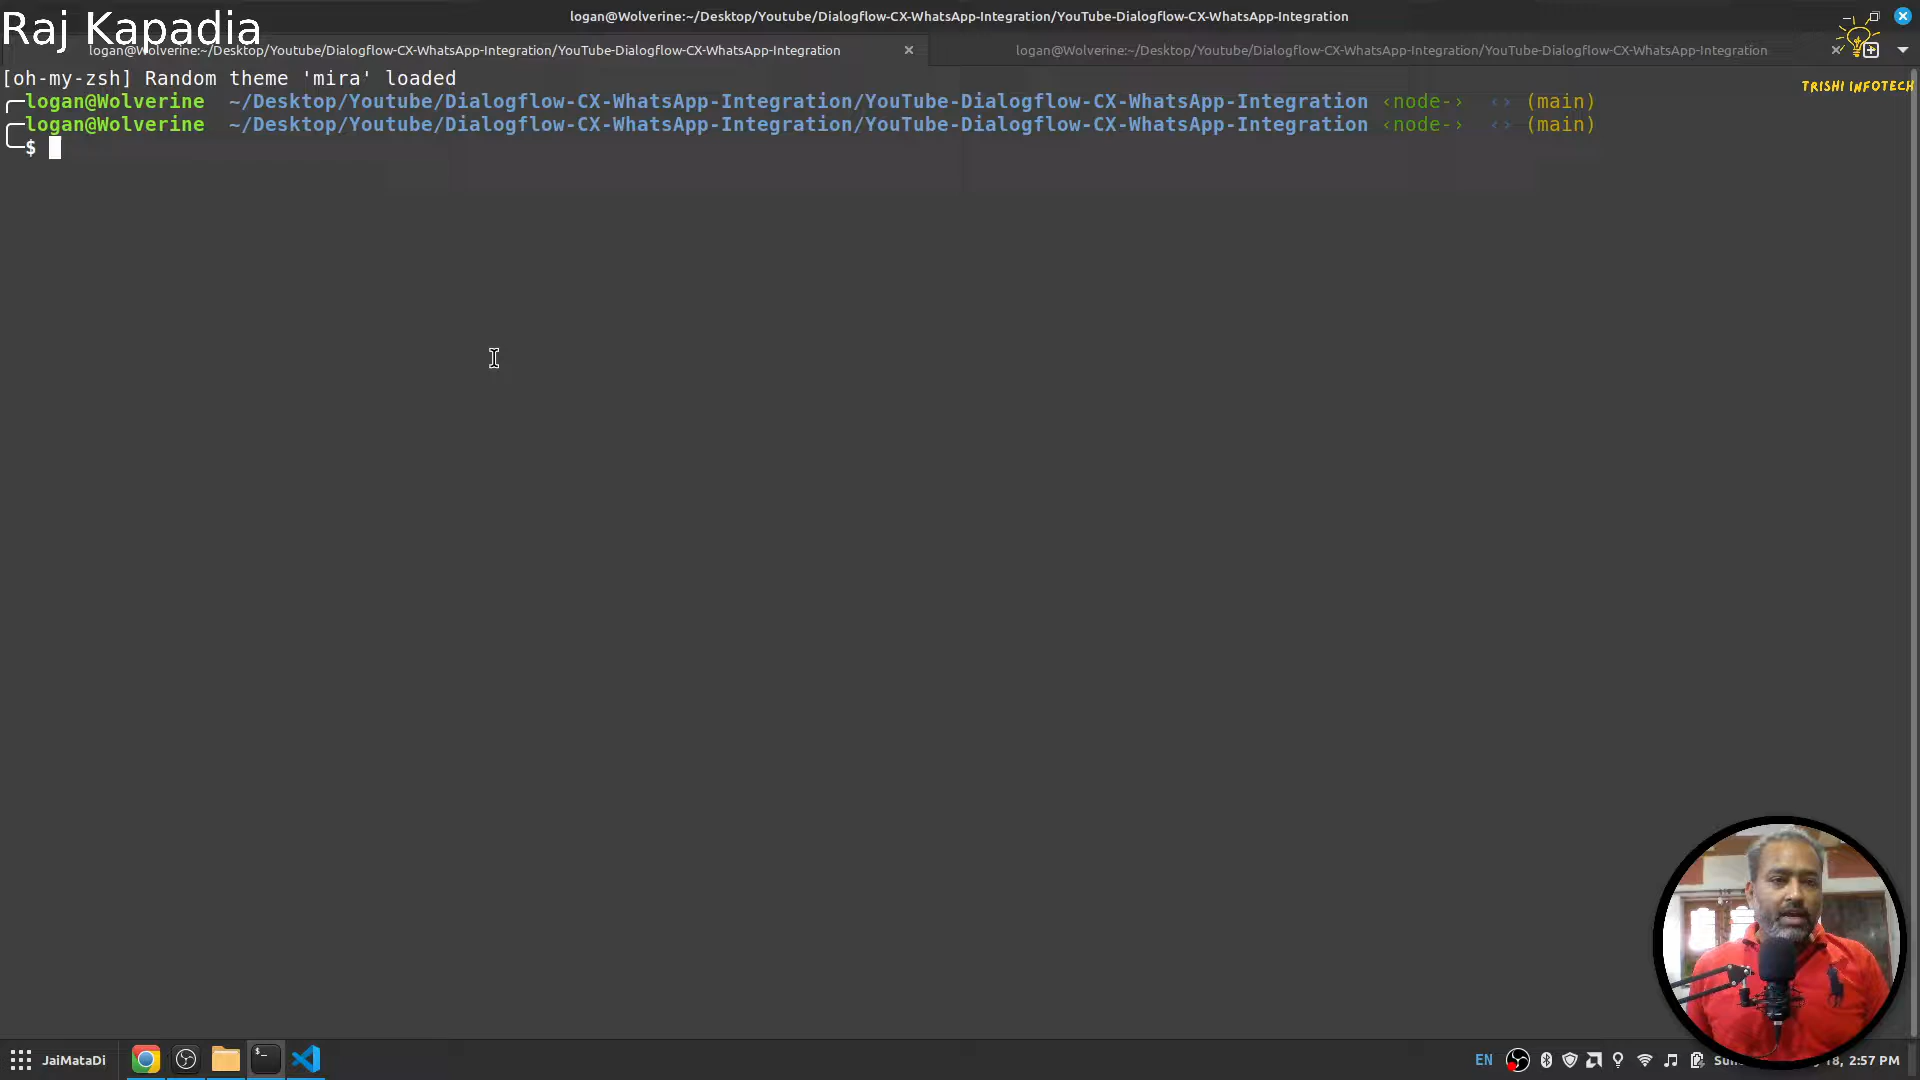 Raj Kapadia
logan@Wolverine:~/Desktop/Youtube/Dialogflow-CX-WhatsApp-Integration/YouTube-Dialogflow-CX-WhatsApp-Integration
logan@Wolverine:~/Desktop/Youtube/Dialogflow-CX-WhatsApp-Integration/YouTube-Dialogflow-CX-WhatsApp-Integration
logan@Wolverine:~/Desktop/Youtube/Dialogflow-CX-WhatsApp-Integration/YouTube-Dialogflow-CX-WhatsApp-Integration
TRISHI INFOTECH
[oh-my-zsh] Random theme 'mira' loaded
logan@Wolverine ~/Desktop/Youtube/Dialogflow-CX-WhatsApp-Integration/YouTube-Dialogflow-CX-WhatsApp-Integration ‹node-› ‹› (main)
logan@Wolverine ~/Desktop/Youtube/Dialogflow-CX-WhatsApp-Integration/YouTube-Dialogflow-CX-WhatsApp-Integration ‹node-› ‹› (main)
$
JaiMataDi
EN
18, 2:57 PM